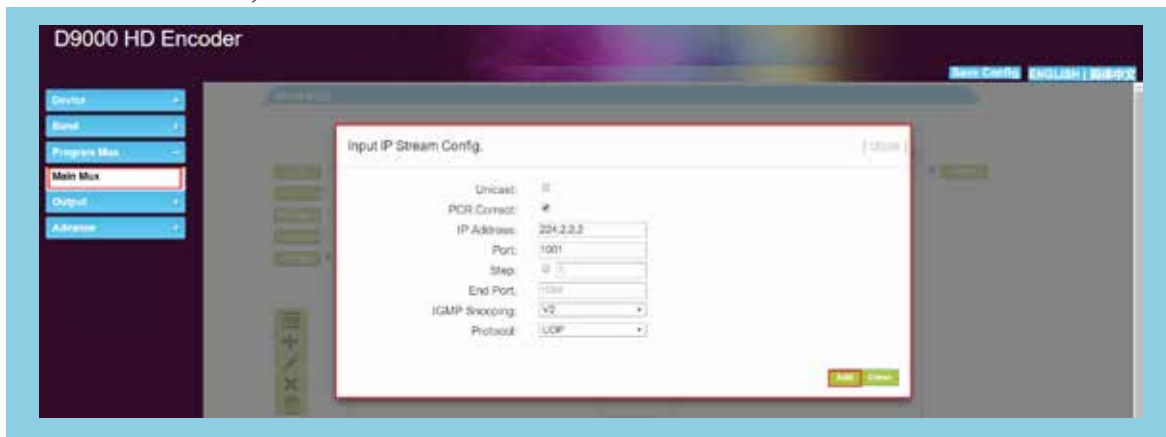 D9000 HD Encoder
Save Config ENGLISH | 简体中文
Device +
Band +
Program Mux −
Main Mux
Output +
Advance +
Input IP Stream Config.
[ close ]
Unicast:
PCR Correct:
IP Address: 224.2.2.2
Port: 1001
Step:
End Port:
IGMP Snooping: V2
Protocol: UDP
Add Close